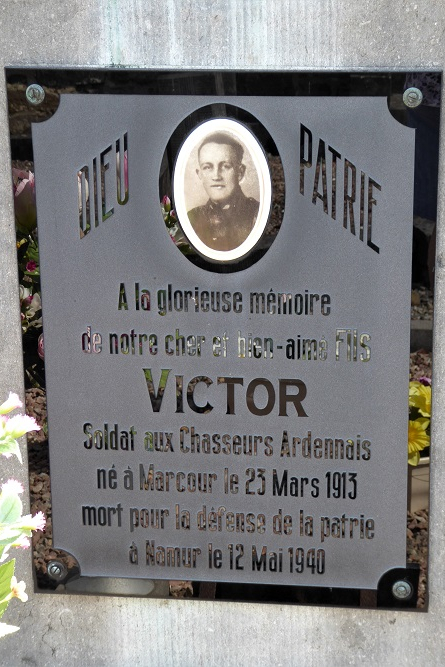 DIEU PATRIE
A la glorieuse mémoire
de notre cher et bien-aimé Fils
VICTOR
Soldat aux Chasseurs Ardennais
né à Marcour le 23 Mars 1913
mort pour la défense de la patrie
à Namur le 12 Mai 1940